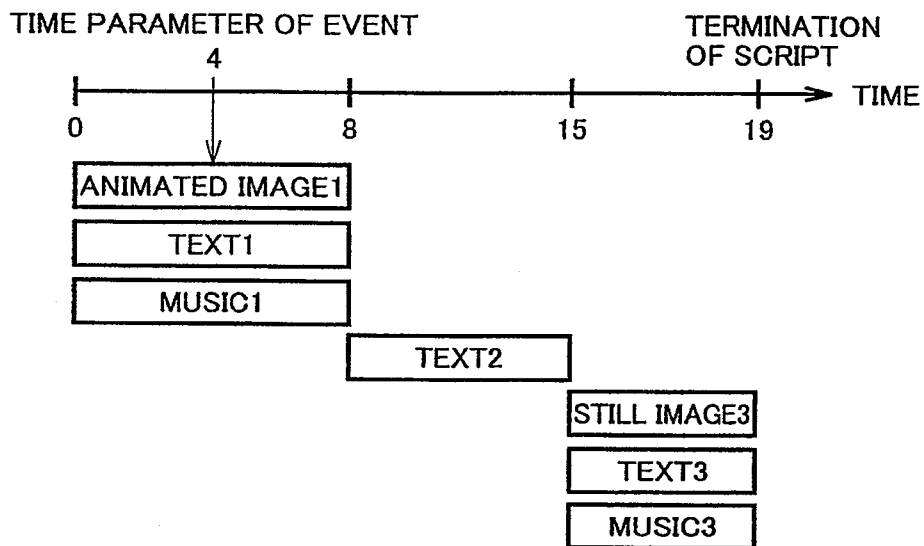 TIME PARAMETER OF EVENT
4
TERMINATION
OF SCRIPT
TIME
0
8
15
19
ANIMATED IMAGE1
TEXT1
MUSIC1
TEXT2
STILL IMAGE3
TEXT3
MUSIC3